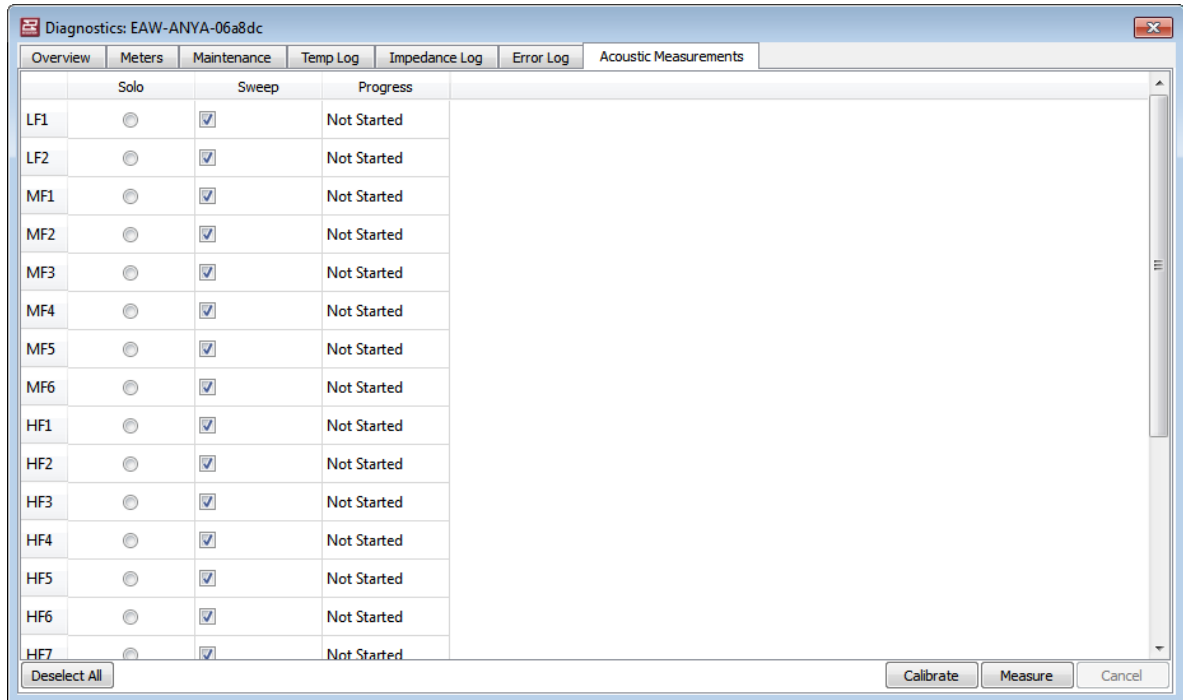 Diagnostics: EAW-ANYA-06a8dc
Overview Meters Maintenance Temp Log Impedance Log Error Log Acoustic Measurements
Solo Sweep Progress
LF1 Not Started
LF2 Not Started
MF1 Not Started
MF2 Not Started
MF3 Not Started
MF4 Not Started
MF5 Not Started
MF6 Not Started
HF1 Not Started
HF2 Not Started
HF3 Not Started
HF4 Not Started
HF5 Not Started
HF6 Not Started
HF7 Not Started
Deselect All Calibrate Measure Cancel